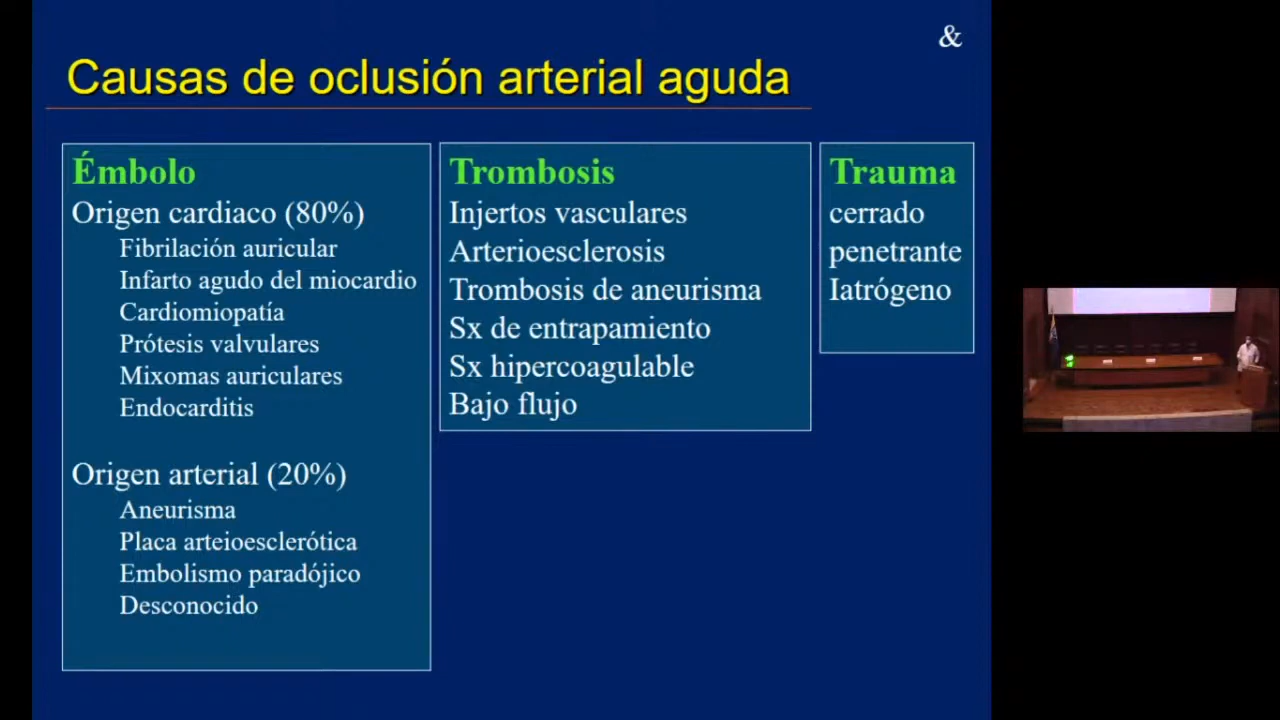 &
Causas de oclusión arterial aguda
Émbolo
Origen cardiaco (80%)
Fibrilación auricular
Infarto agudo del miocardio
Cardiomiopatía
Prótesis valvulares
Mixomas auriculares
Endocarditis
Origen arterial (20%)
Aneurisma
Placa arteioesclerótica
Embolismo paradójico
Desconocido
Trombosis
Injertos vasculares
Arterioesclerosis
Trombosis de aneurisma
Sx de entrapamiento
Sx hipercoagulable
Bajo flujo
Trauma
cerrado
penetrante
Iatrógeno